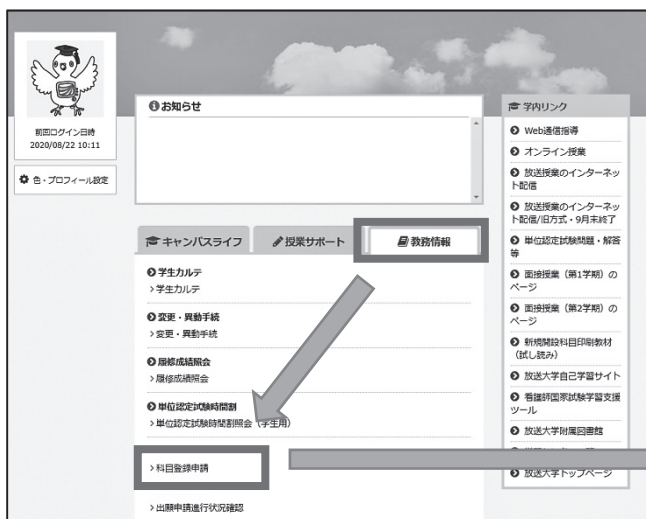 前回ログイン日時
2020/08/22 10:11
色・プロフィール設定
お知らせ
キャンパスライフ
授業サポート
教務情報
学生カルテ
>学生カルテ
変更・異動手続
>変更・異動手続
履修成績照会
>履修成績照会
単位認定試験時間割
>単位認定試験時間割照会（学生用）
>科目登録申請
>出願申請進行状況確認
学内リンク
Web通信指導
オンライン授業
放送授業のインターネッ
ト配信
放送授業のインターネッ
ト配信/旧方式・9月末終了
単位認定試験問題・解答
等
面接授業（第1学期）の
ページ
面接授業（第2学期）の
ページ
新規開設科目印刷教材
（試し読み）
放送大学自己学習サイト
看護師国家試験学習支援
ツール
放送大学附属図書館
放送大学トップページ